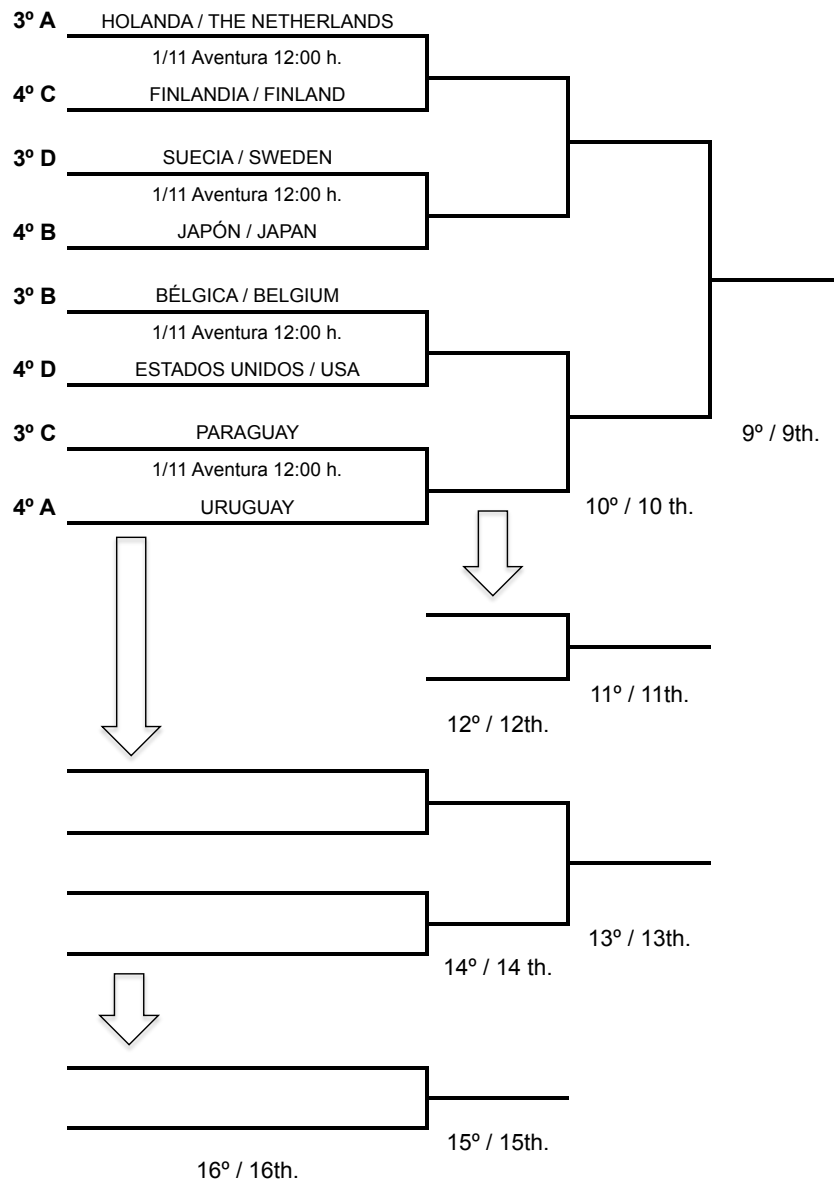 3º A HOLANDA / THE NETHERLANDS
1/11 Aventura 12:00 h.
4º C FINLANDIA / FINLAND
3º D SUECIA / SWEDEN
1/11 Aventura 12:00 h.
4º B JAPÓN / JAPAN
3º B BÉLGICA / BELGIUM
1/11 Aventura 12:00 h.
4º D ESTADOS UNIDOS / USA
3º C PARAGUAY
9º / 9th.
1/11 Aventura 12:00 h.
4º A URUGUAY
10º / 10 th.
11º / 11th.
12º / 12th.
13º / 13th.
14º / 14 th.
15º / 15th.
16º / 16th.